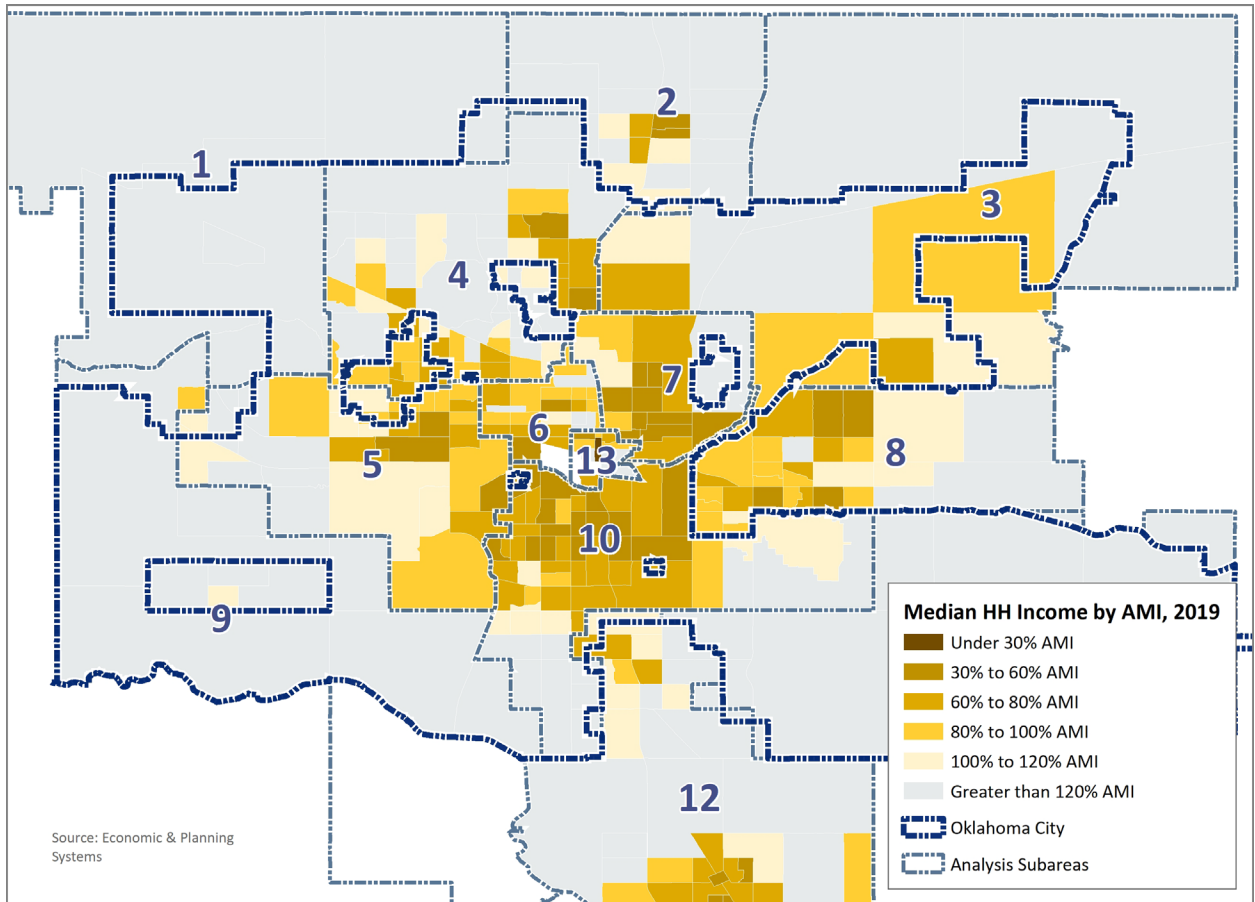 2
1
3
4
7
6
13
5
8
10
9
12
Median HH Income by AMI, 2019
Under 30% AMI
30% to 60% AMI
60% to 80% AMI
80% to 100% AMI
100% to 120% AMI
Greater than 120% AMI
Oklahoma City
Analysis Subareas
Source: Economic & Planning
Systems